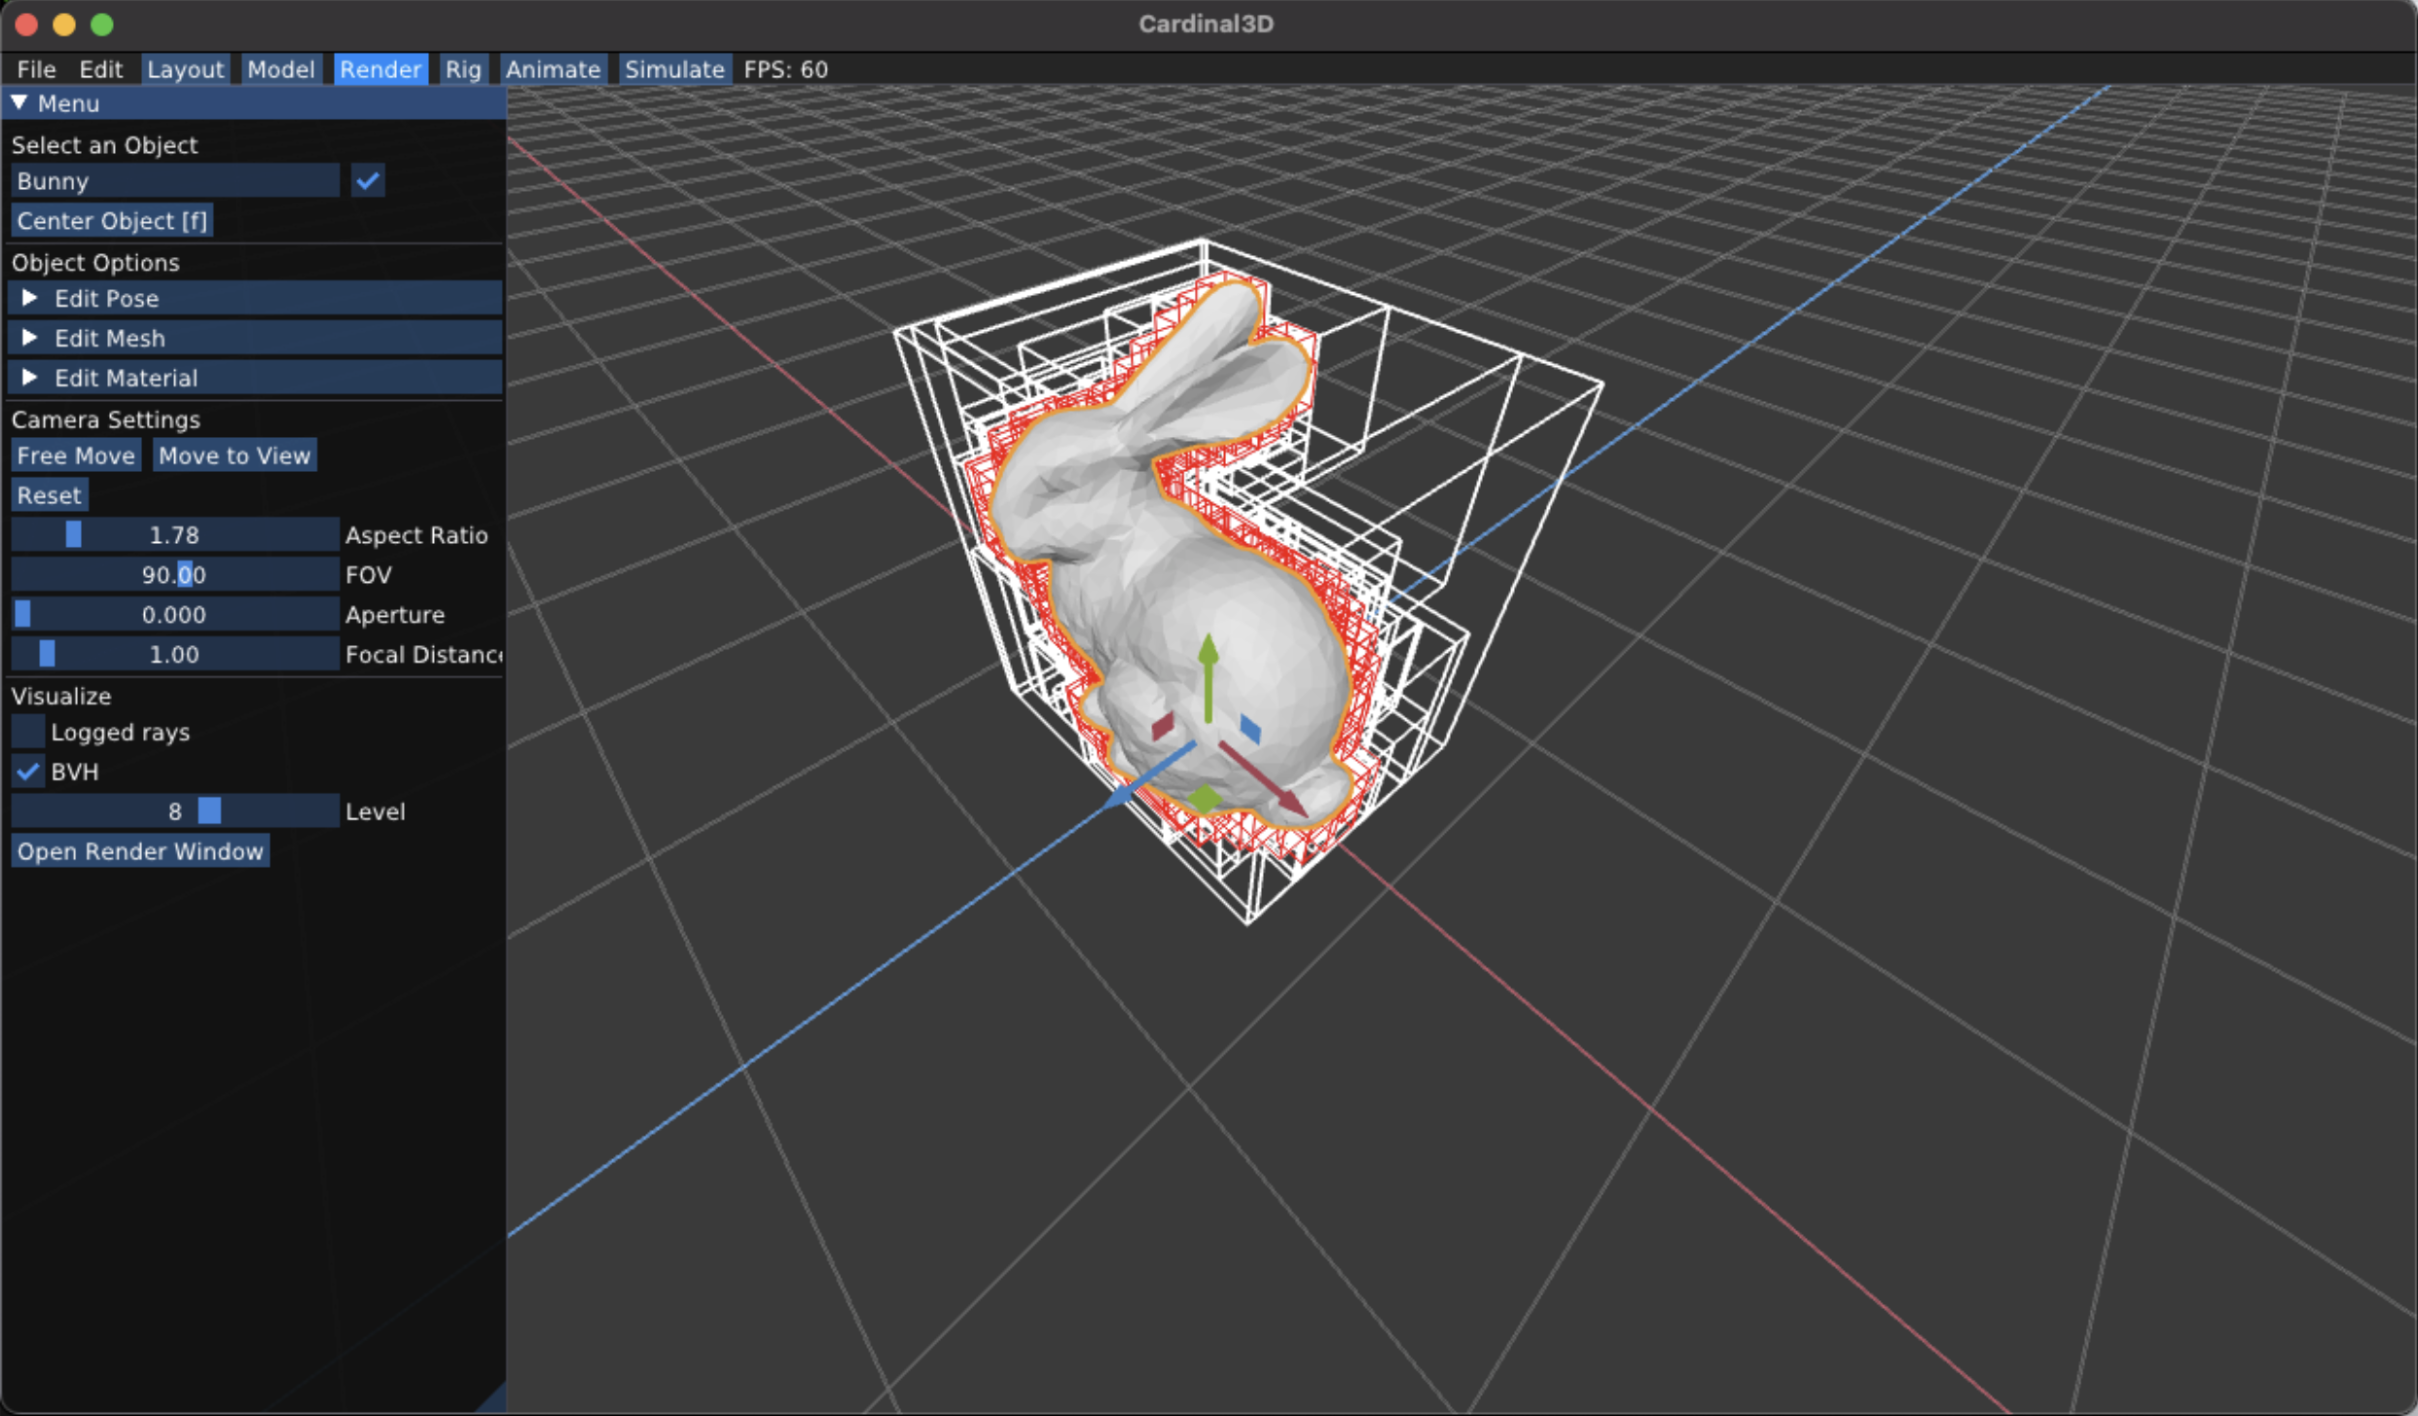 Cardinal3D
File Edit Layout Model Render Rig Animate Simulate FPS: 60
Menu
Select an Object
Bunny
Center Object [f]
Object Options
Edit Pose
Edit Mesh
Edit Material
Camera Settings
Free Move Move to View
Reset
1.78 Aspect Ratio
90.00 FOV
0.000 Aperture
1.00 Focal Distance
Visualize
Logged rays
BVH
8 Level
Open Render Window